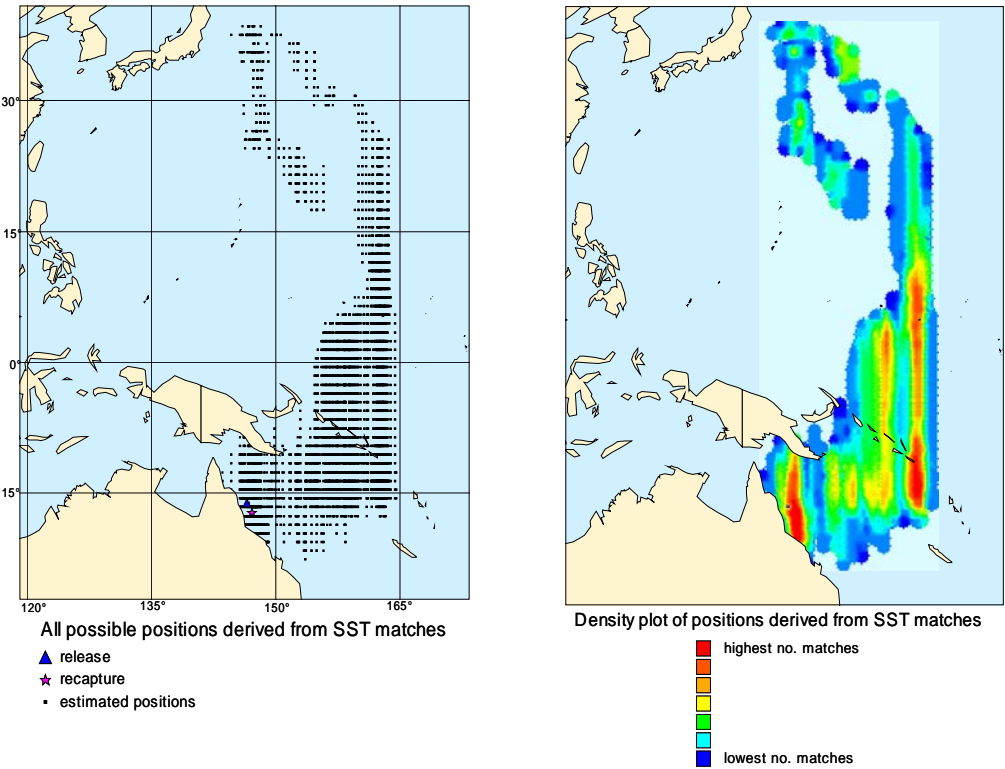 30°
15°
0°
15°
120° 135° 150° 165°
All possible positions derived from SST matches
release
recapture
estimated positions
Density plot of positions derived from SST matches
highest no. matches
lowest no. matches